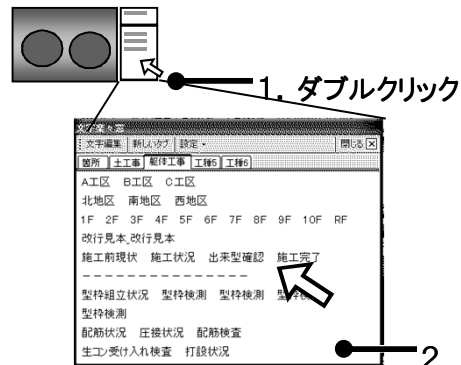 1. ダブルクリック
文字楽々窓
文字編集 新しいタブ 設定 閉じる
箇所 土工事 躯体工事 工種5 工種6
A工区 B工区 C工区
北地区 南地区 西地区
1F 2F 3F 4F 5F 6F 7F 8F 9F 10F RF
改行見本_改行見本
施工前現状 施工状況 出来型確認 施工完了
- - - - - - - - - - - - - - - -
型枠組立状況 型枠検測 型枠検測 型枠検
型枠検測
配筋状況 圧接状況 配筋検査
生コン受け入れ検査 打設状況
2